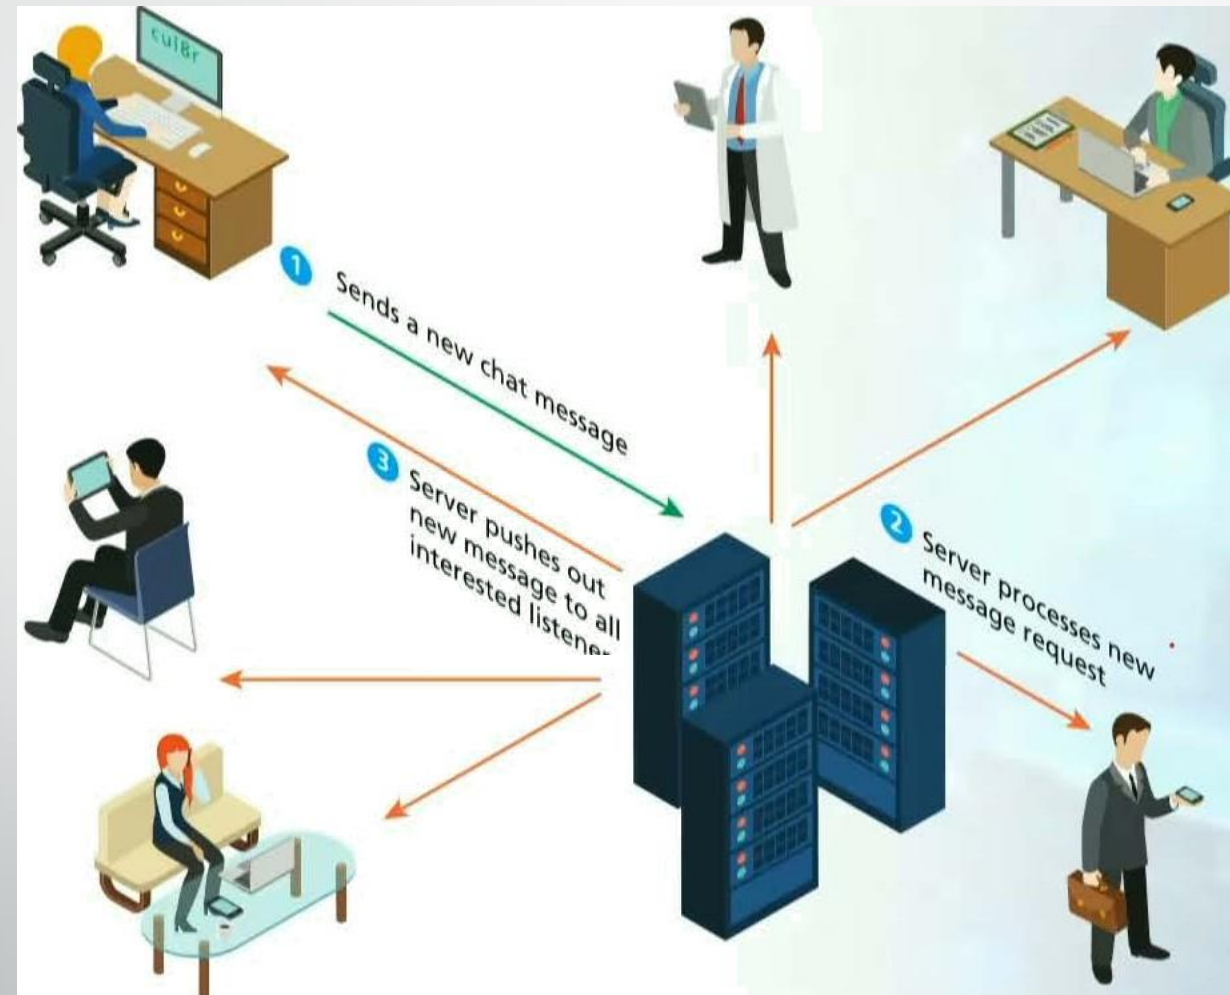 cul8r
1
Sends a new chat message
3
Server pushes out
new message to all
interested listener
2
Server processes new
message request